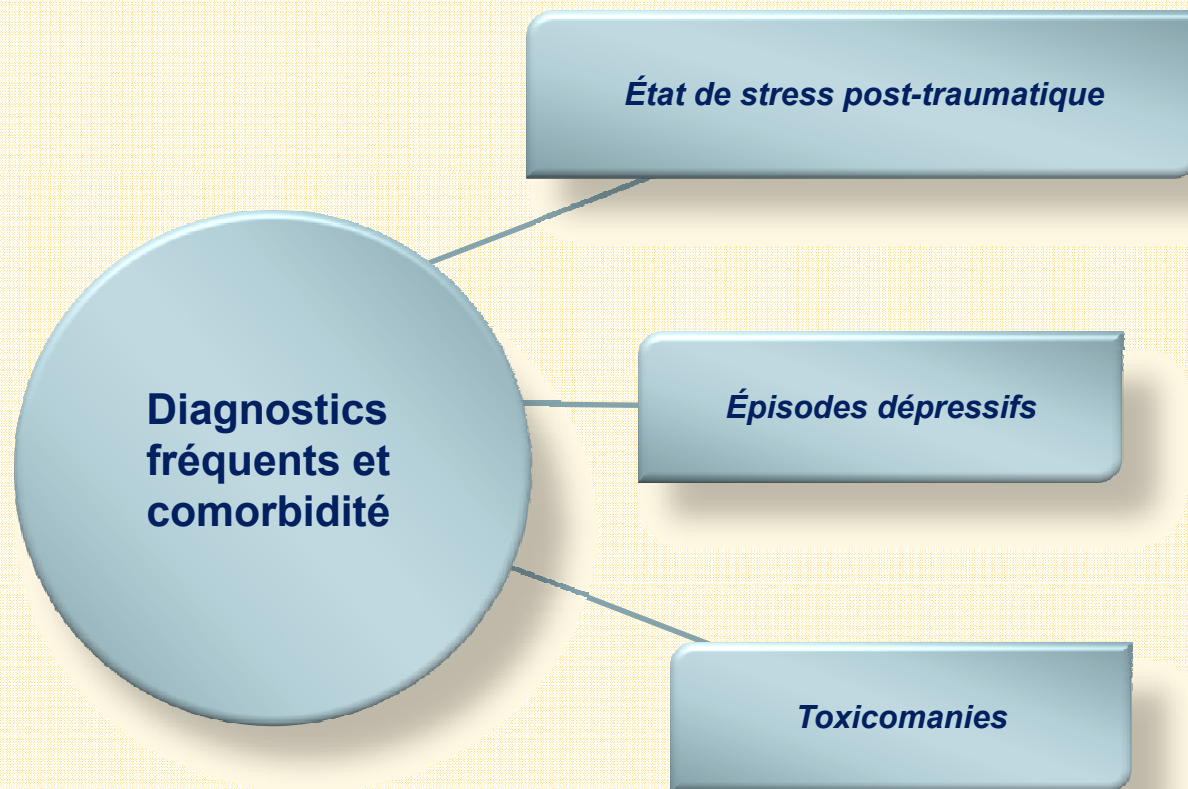 État de stress post-traumatique
Diagnostics
fréquents et
comorbidité
Épisodes dépressifs
Toxicomanies